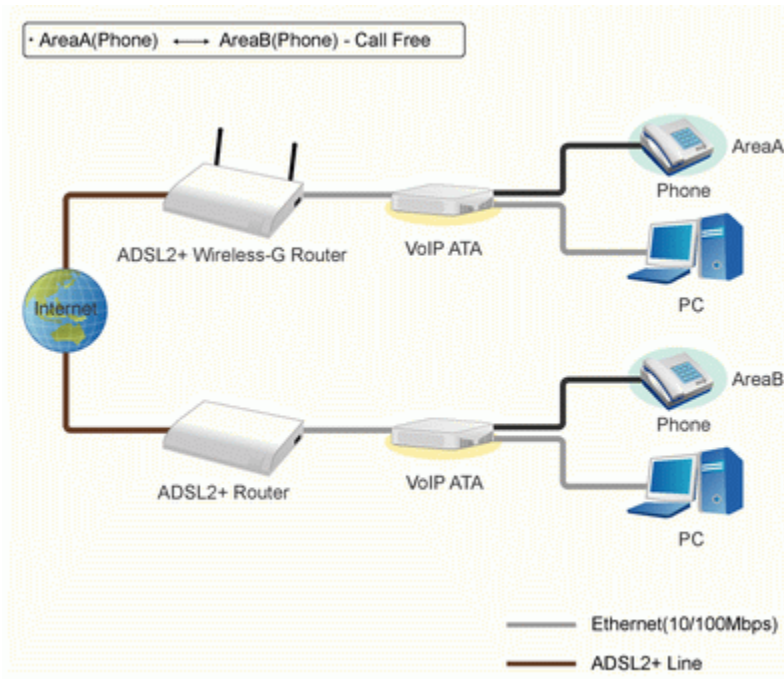 · AreaA(Phone) ⟷ AreaB(Phone) - Call Free
AreaA
Phone
ADSL2+ Wireless-G Router
VoIP ATA
PC
Internet
AreaB
Phone
ADSL2+ Router
VoIP ATA
PC
Ethernet(10/100Mbps)
ADSL2+ Line